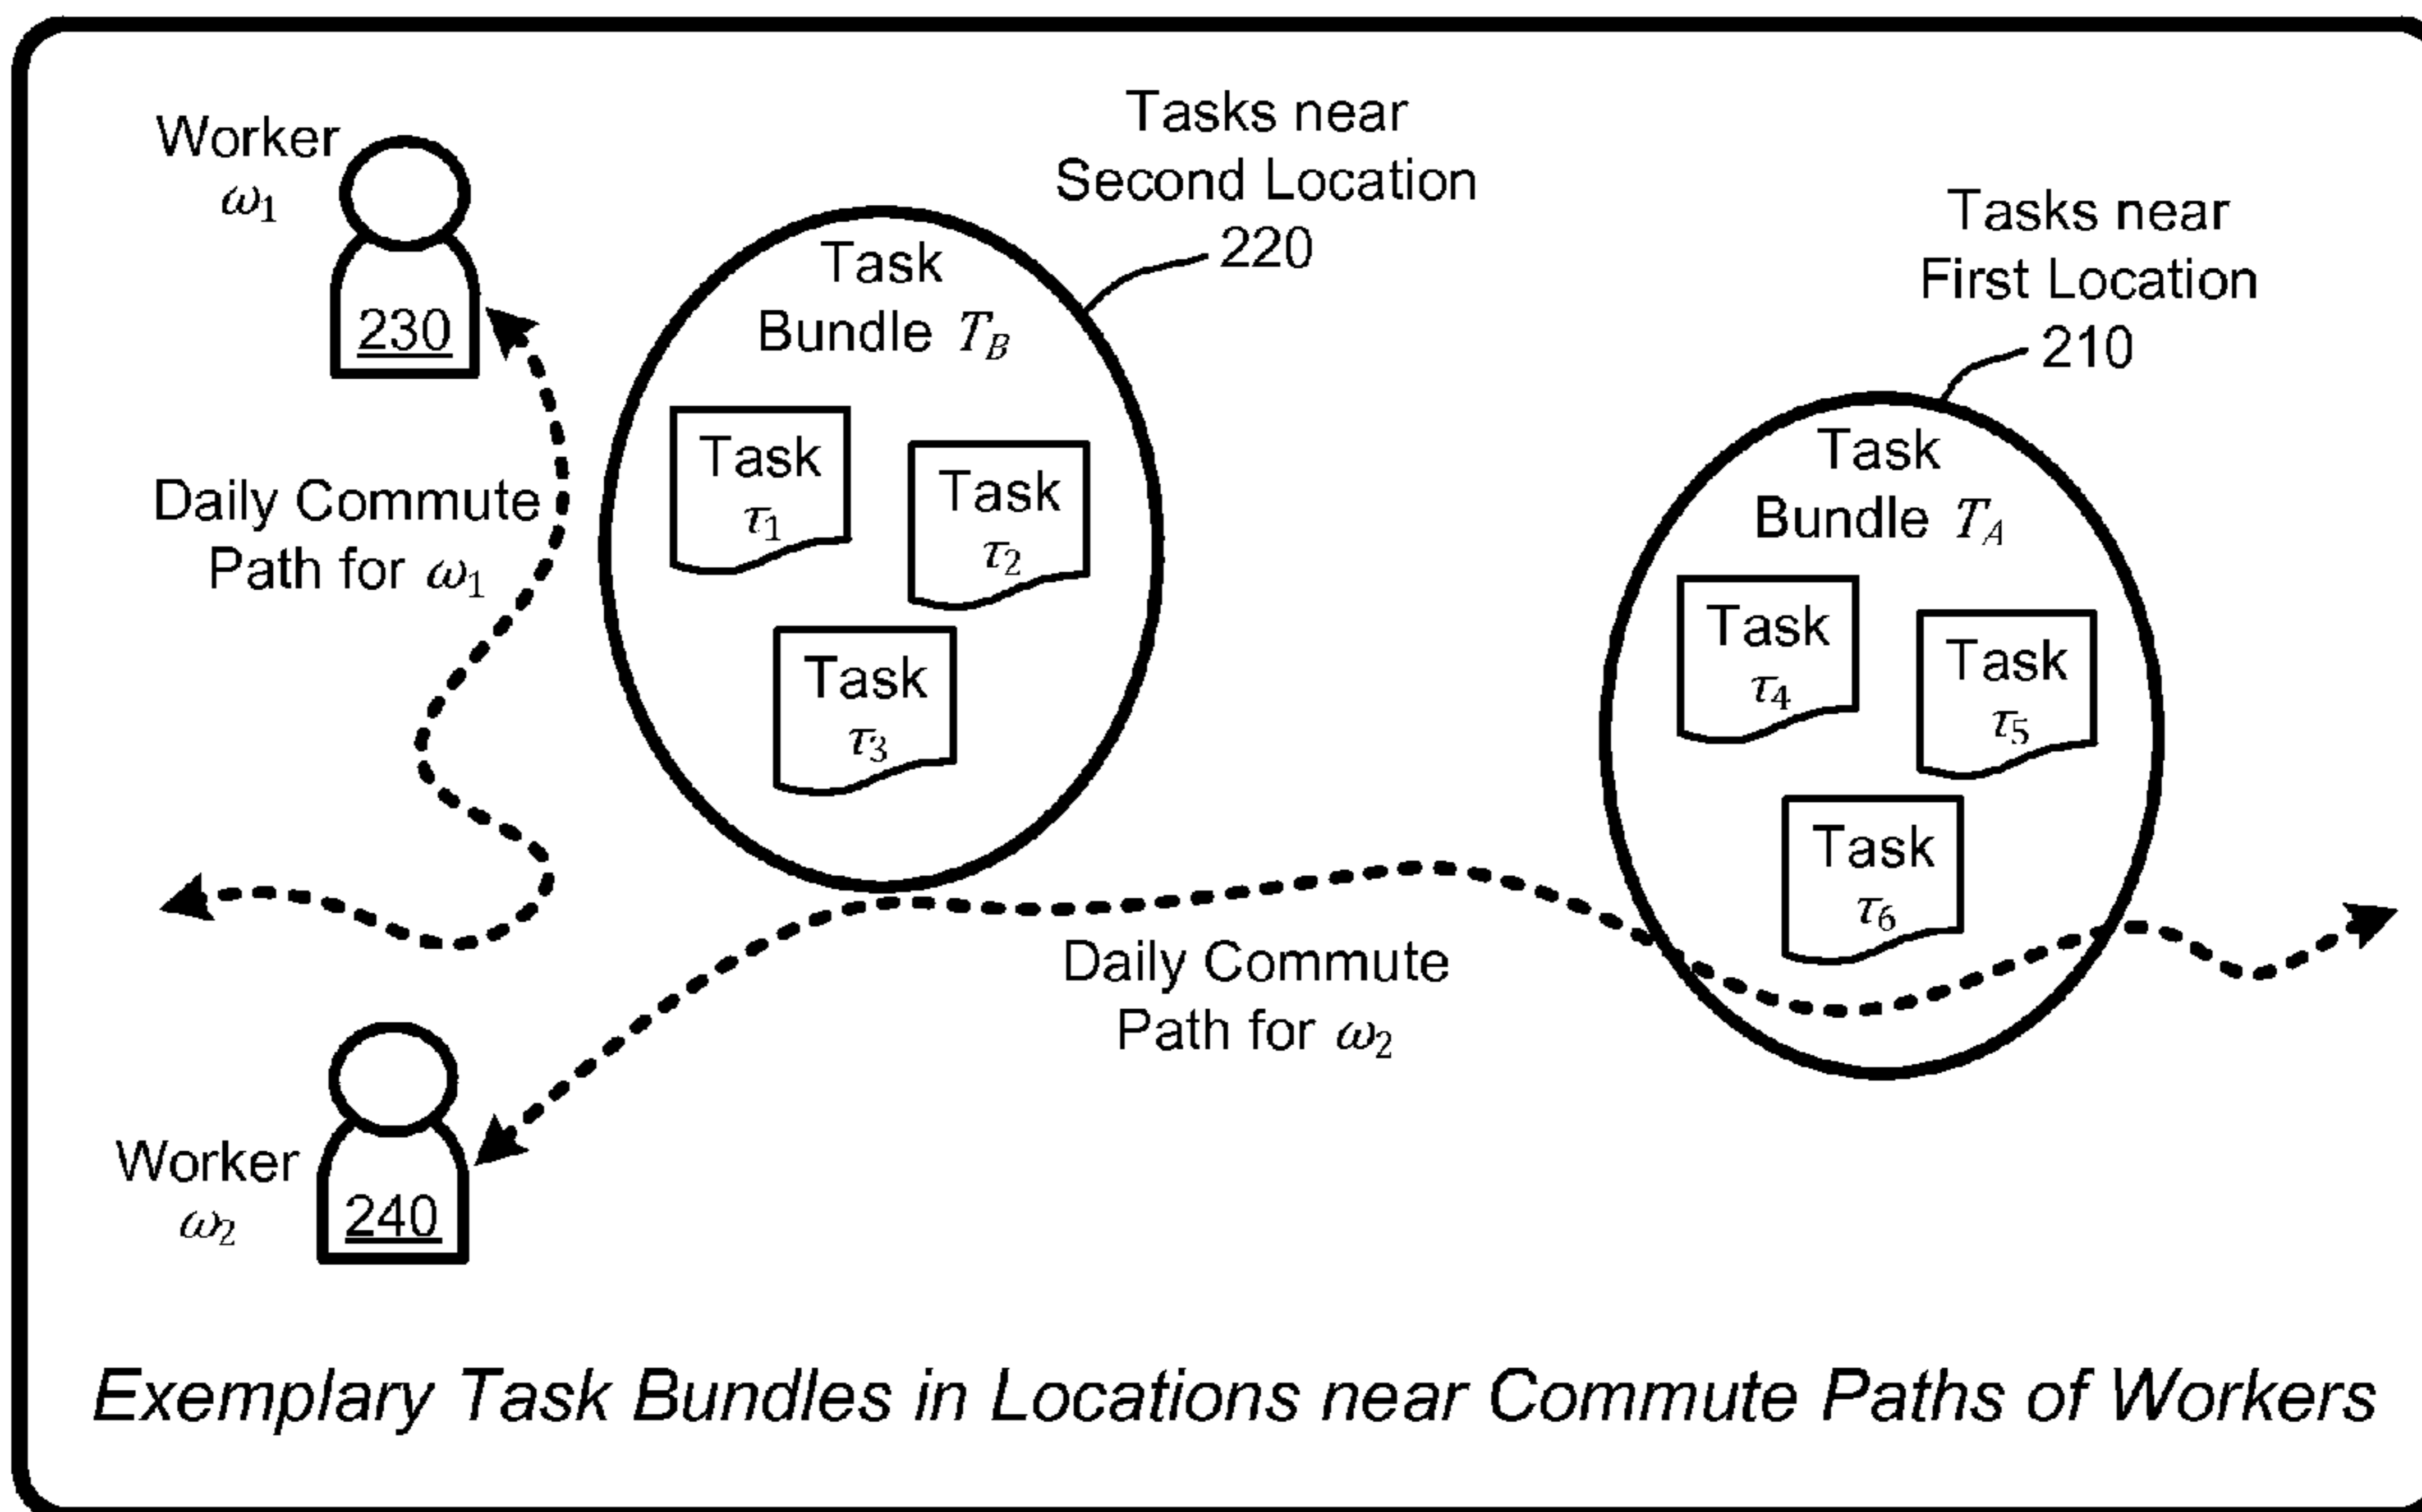 Worker
ω1
230
Daily Commute
Path for ω1
Tasks near
Second Location
220
Task
Bundle TB
Task
τ1
Task
τ2
Task
τ3
Tasks near
First Location
210
Task
Bundle TA
Task
τ4
Task
τ5
Task
τ6
Daily Commute
Path for ω2
Worker
ω2
240
Exemplary Task Bundles in Locations near Commute Paths of Workers